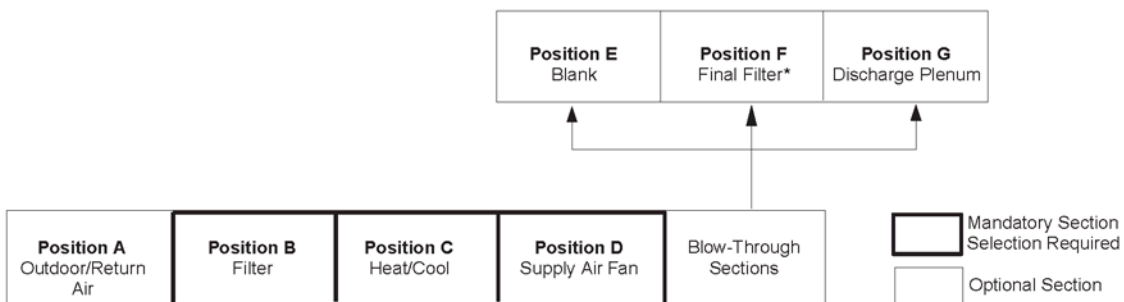 Position E
Blank
Position F
Final Filter*
Position G
Discharge Plenum
Position A
Outdoor/Return
Air
Position B
Filter
Position C
Heat/Cool
Position D
Supply Air Fan
Blow-Through
Sections
Mandatory Section
Selection Required
Optional Section